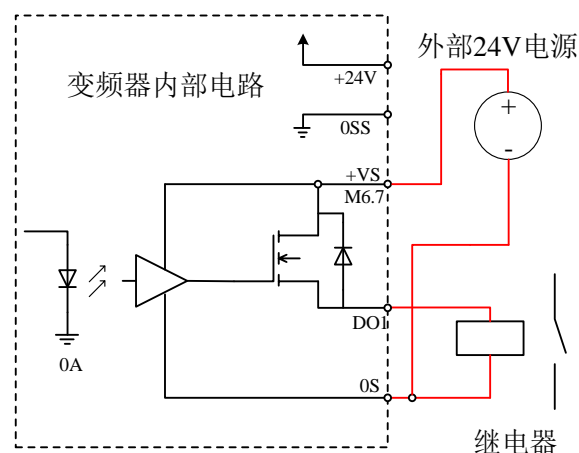 外部24V电源
变频器内部电路
+24V
0SS
+
-
+VS
M6.7
DO1
0A
0S
继电器